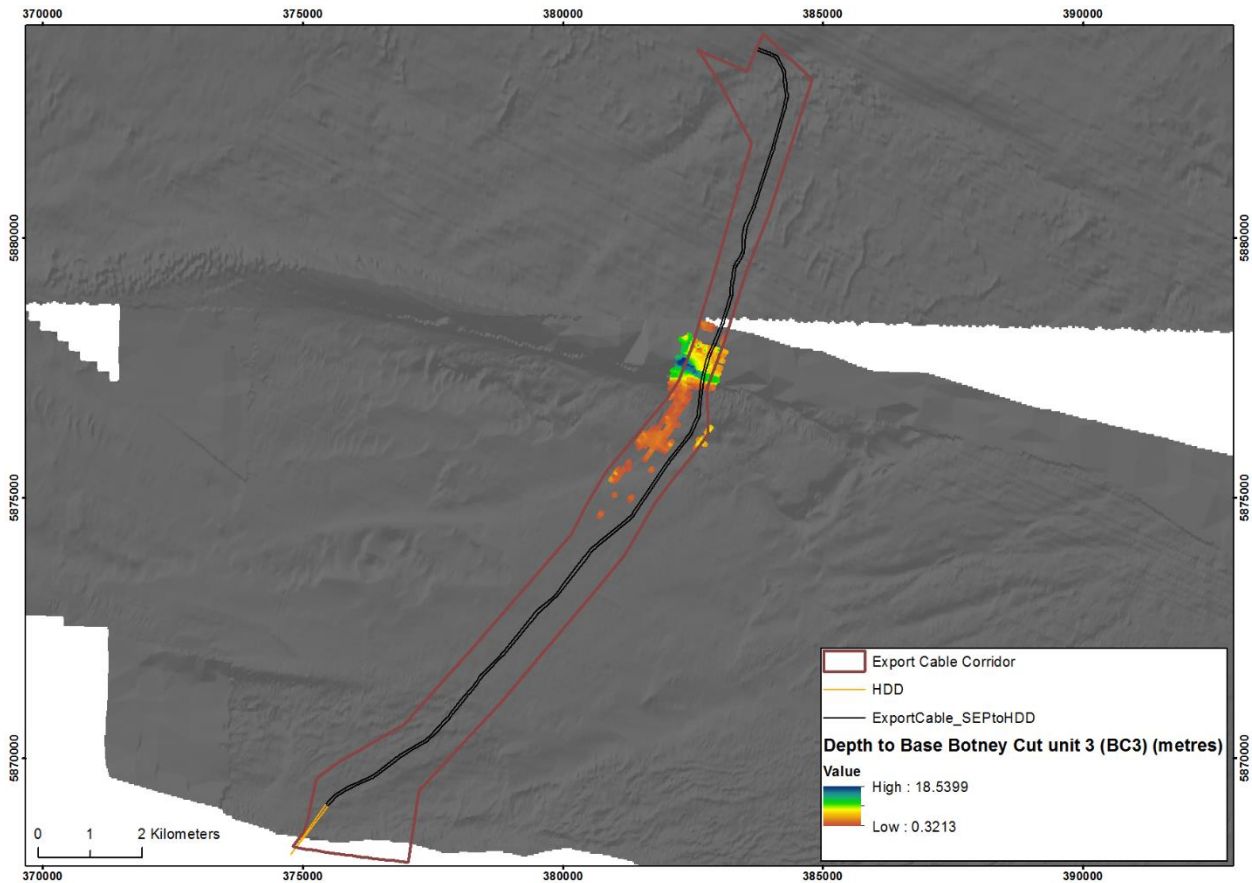 370000 375000 380000 385000 390000
5880000 5880000
5875000 5875000
5870000 5870000
Export Cable Corridor
HDD
ExportCable_SEPtoHDD
Depth to Base Botney Cut unit 3 (BC3) (metres)
Value
High : 18.5399
Low : 0.3213
0 1 2 Kilometers
370000 375000 380000 385000 390000